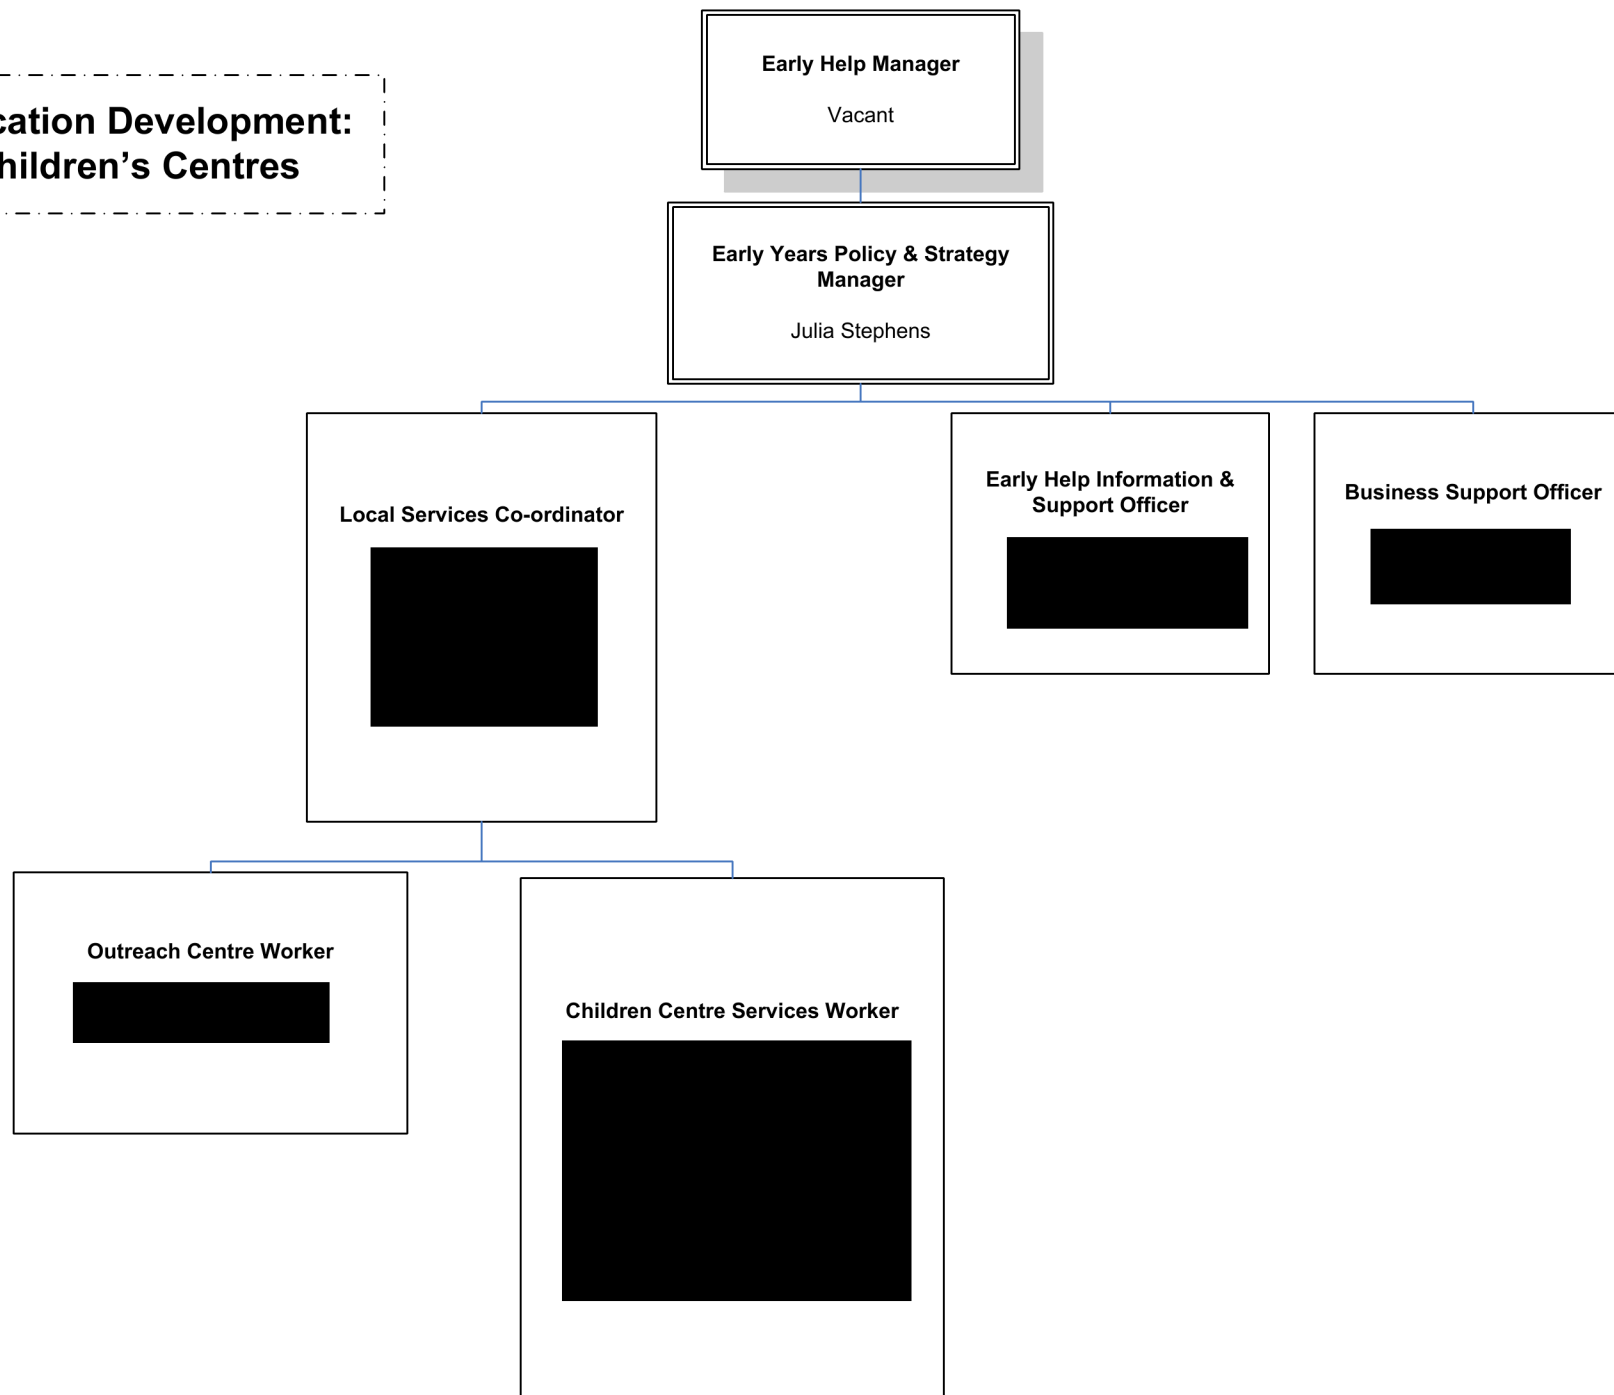 Early Help Manager
Vacant
cation Development:
hildren's Centres
Early Years Policy & Strategy
Manager
Julia Stephens
Local Services Co-ordinator
Early Help Information &
Support Officer
Business Support Officer
Outreach Centre Worker
Children Centre Services Worker